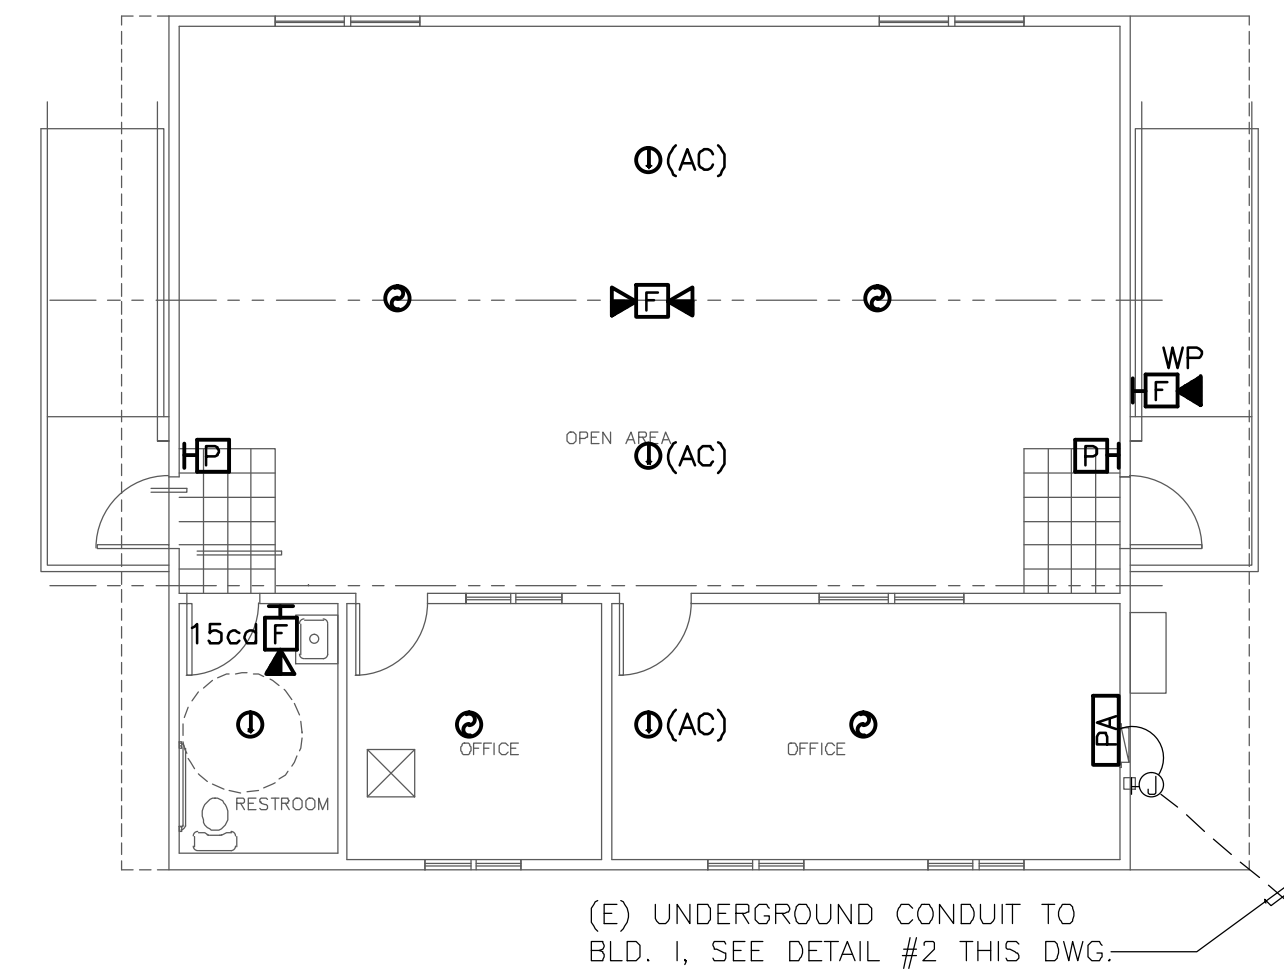 (AC)
F
WP
F
OPEN AREA
(AC)
P
P
15cd
F
(AC)
OFFICE
OFFICE
PA
J
RESTROOM
(E) UNDERGROUND CONDUIT TO
BLD. I, SEE DETAIL #2 THIS DWG.